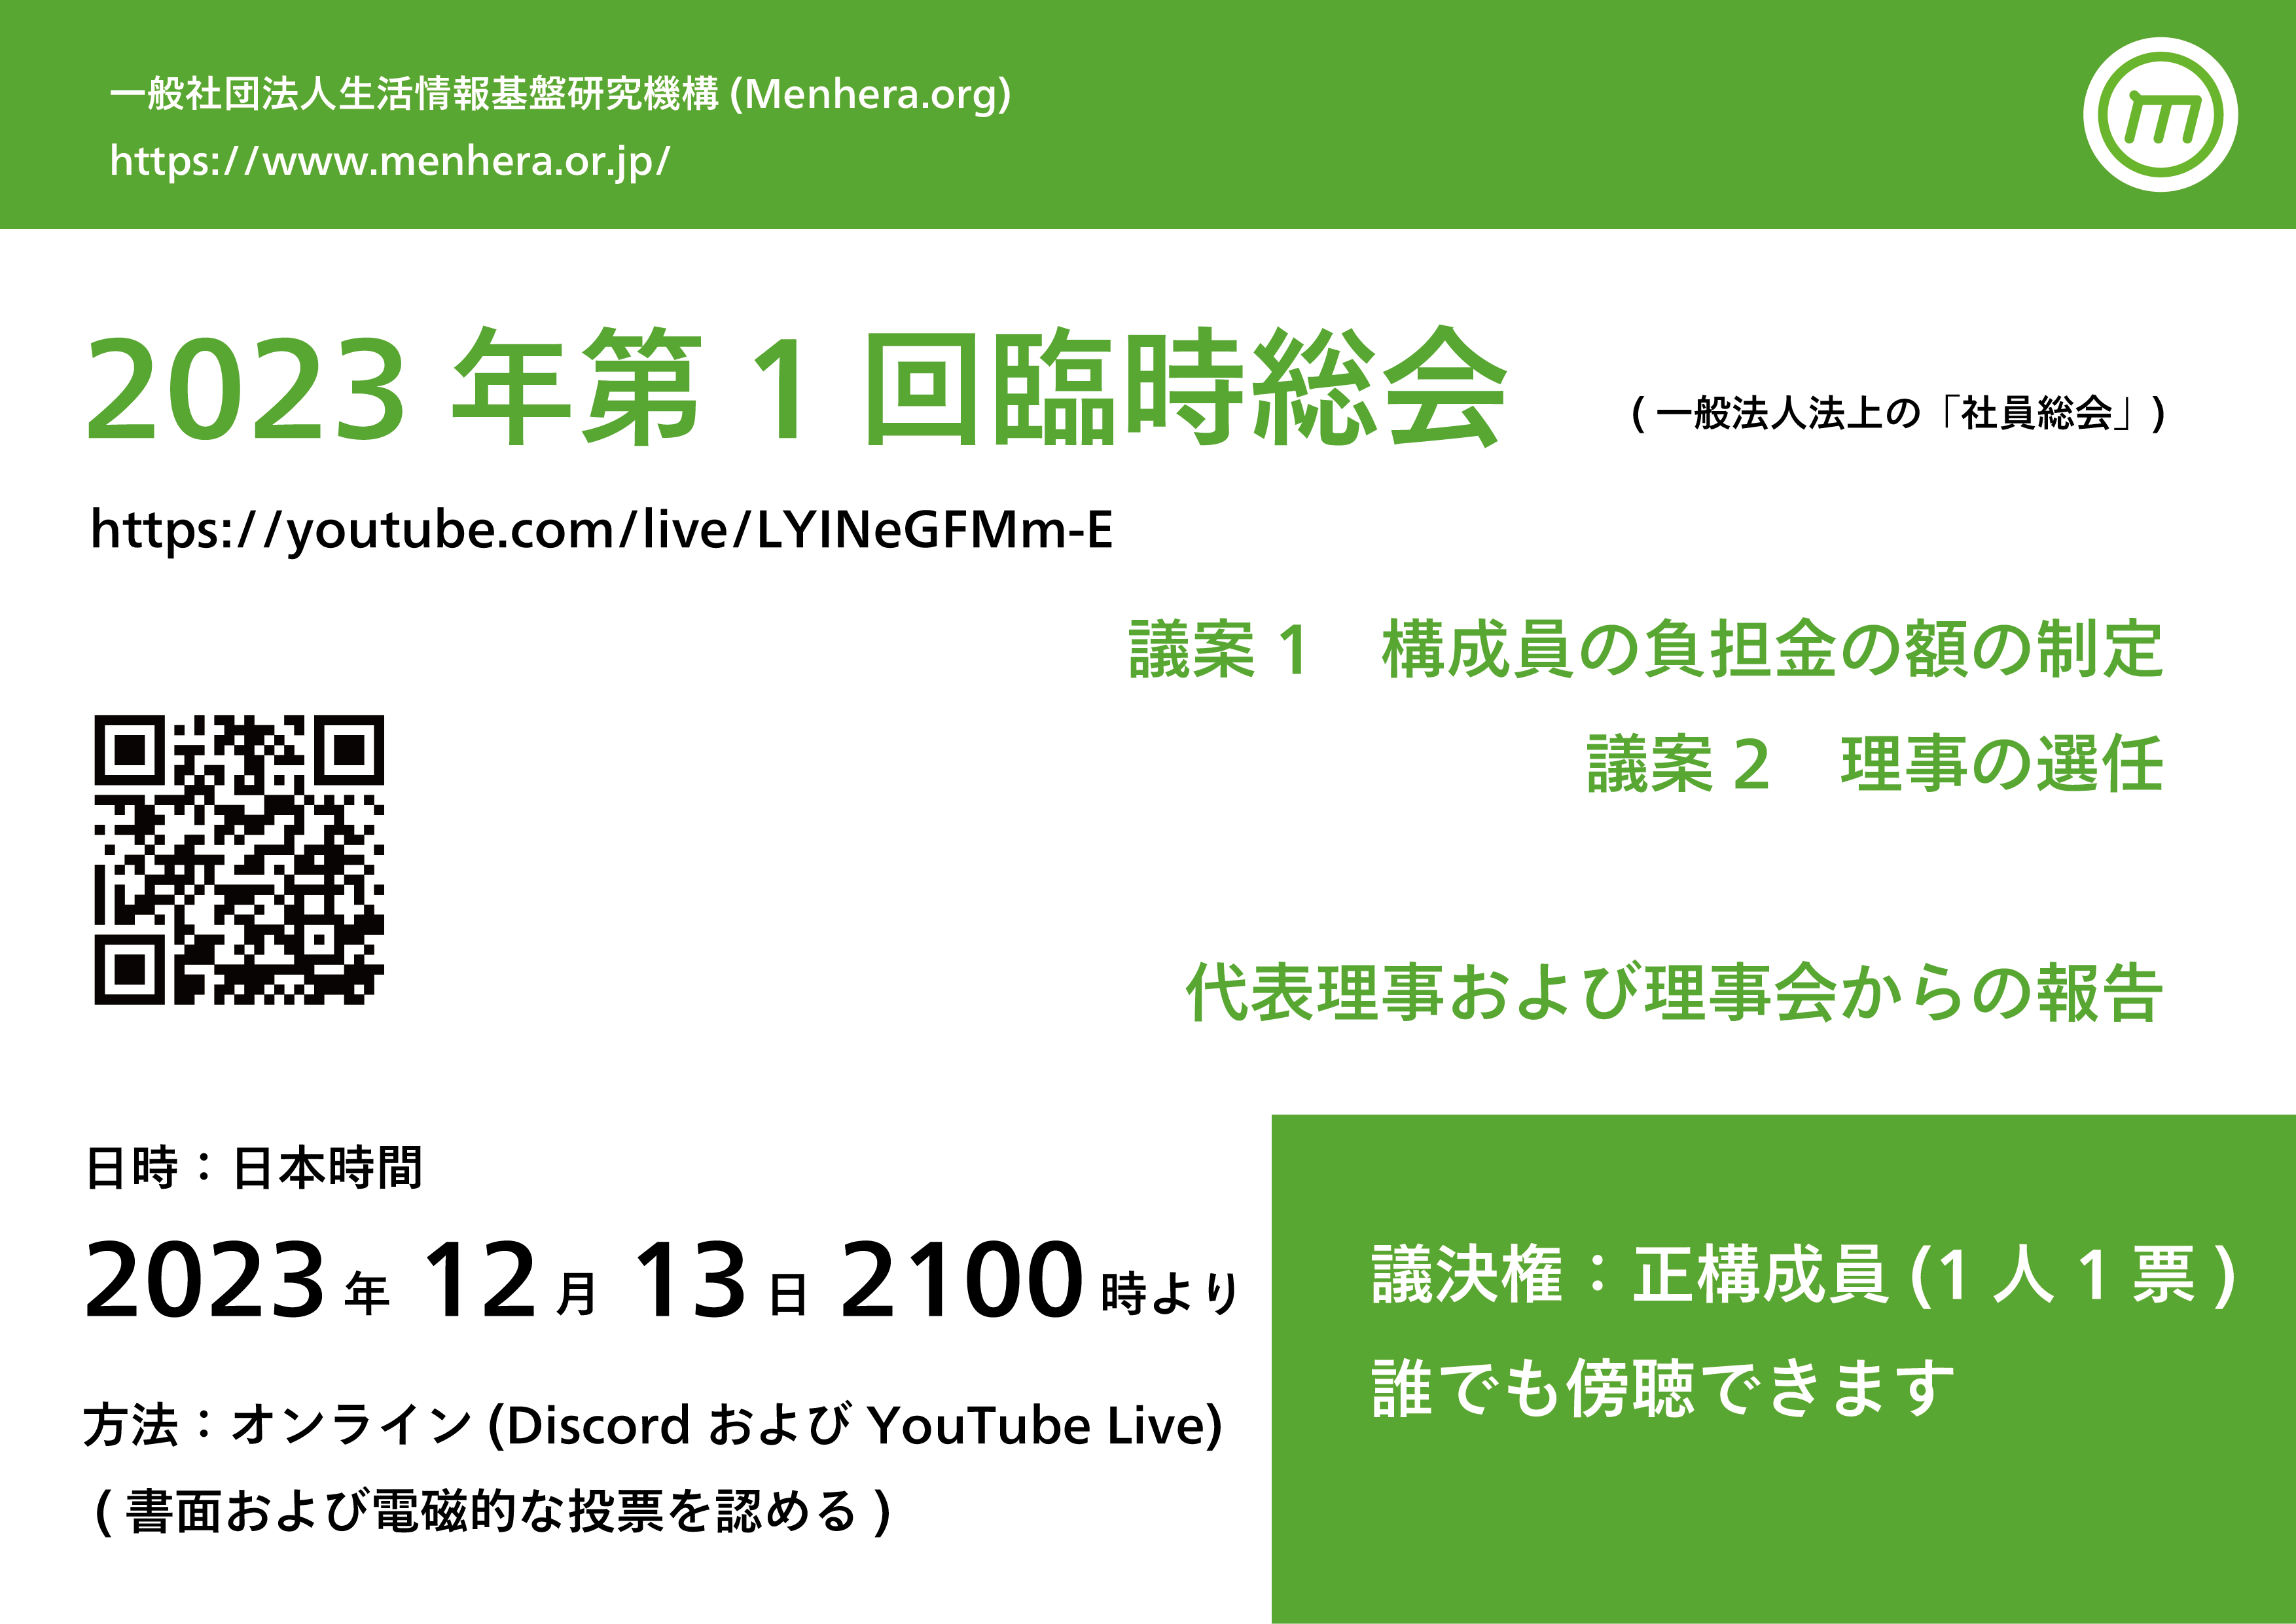 一般社団法人生活情報基盤研究機構 (Menhera.org)
https://www.menhera.or.jp/
m
2023 年第 1 回臨時総会
( 一般法人法上の「社員総会」)
https://youtube.com/live/LYINeGFMm-E
議案 1　構成員の負担金の額の制定
議案 2　理事の選任
代表理事および理事会からの報告
日時：日本時間
2023 年 12 月 13 日 2100 時より
方法：オンライン (Discord および YouTube Live)
( 書面および電磁的な投票を認める )
議決権：正構成員 (1 人 1 票 )
誰でも傍聴できます